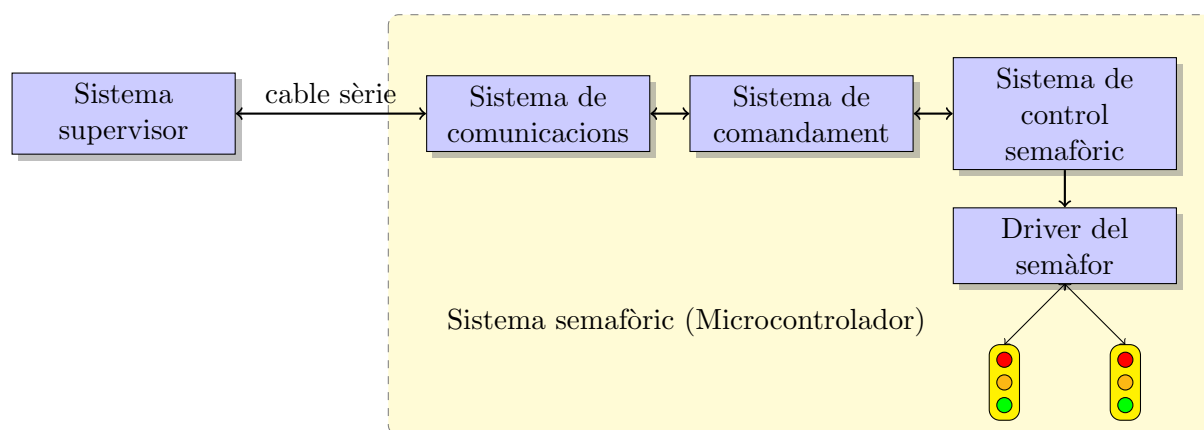 Sistema
supervisor
cable sèrie
Sistema de
comunicacions
Sistema de
comandament
Sistema de
control
semafòric
Driver del
semàfor
Sistema semafòric (Microcontrolador)